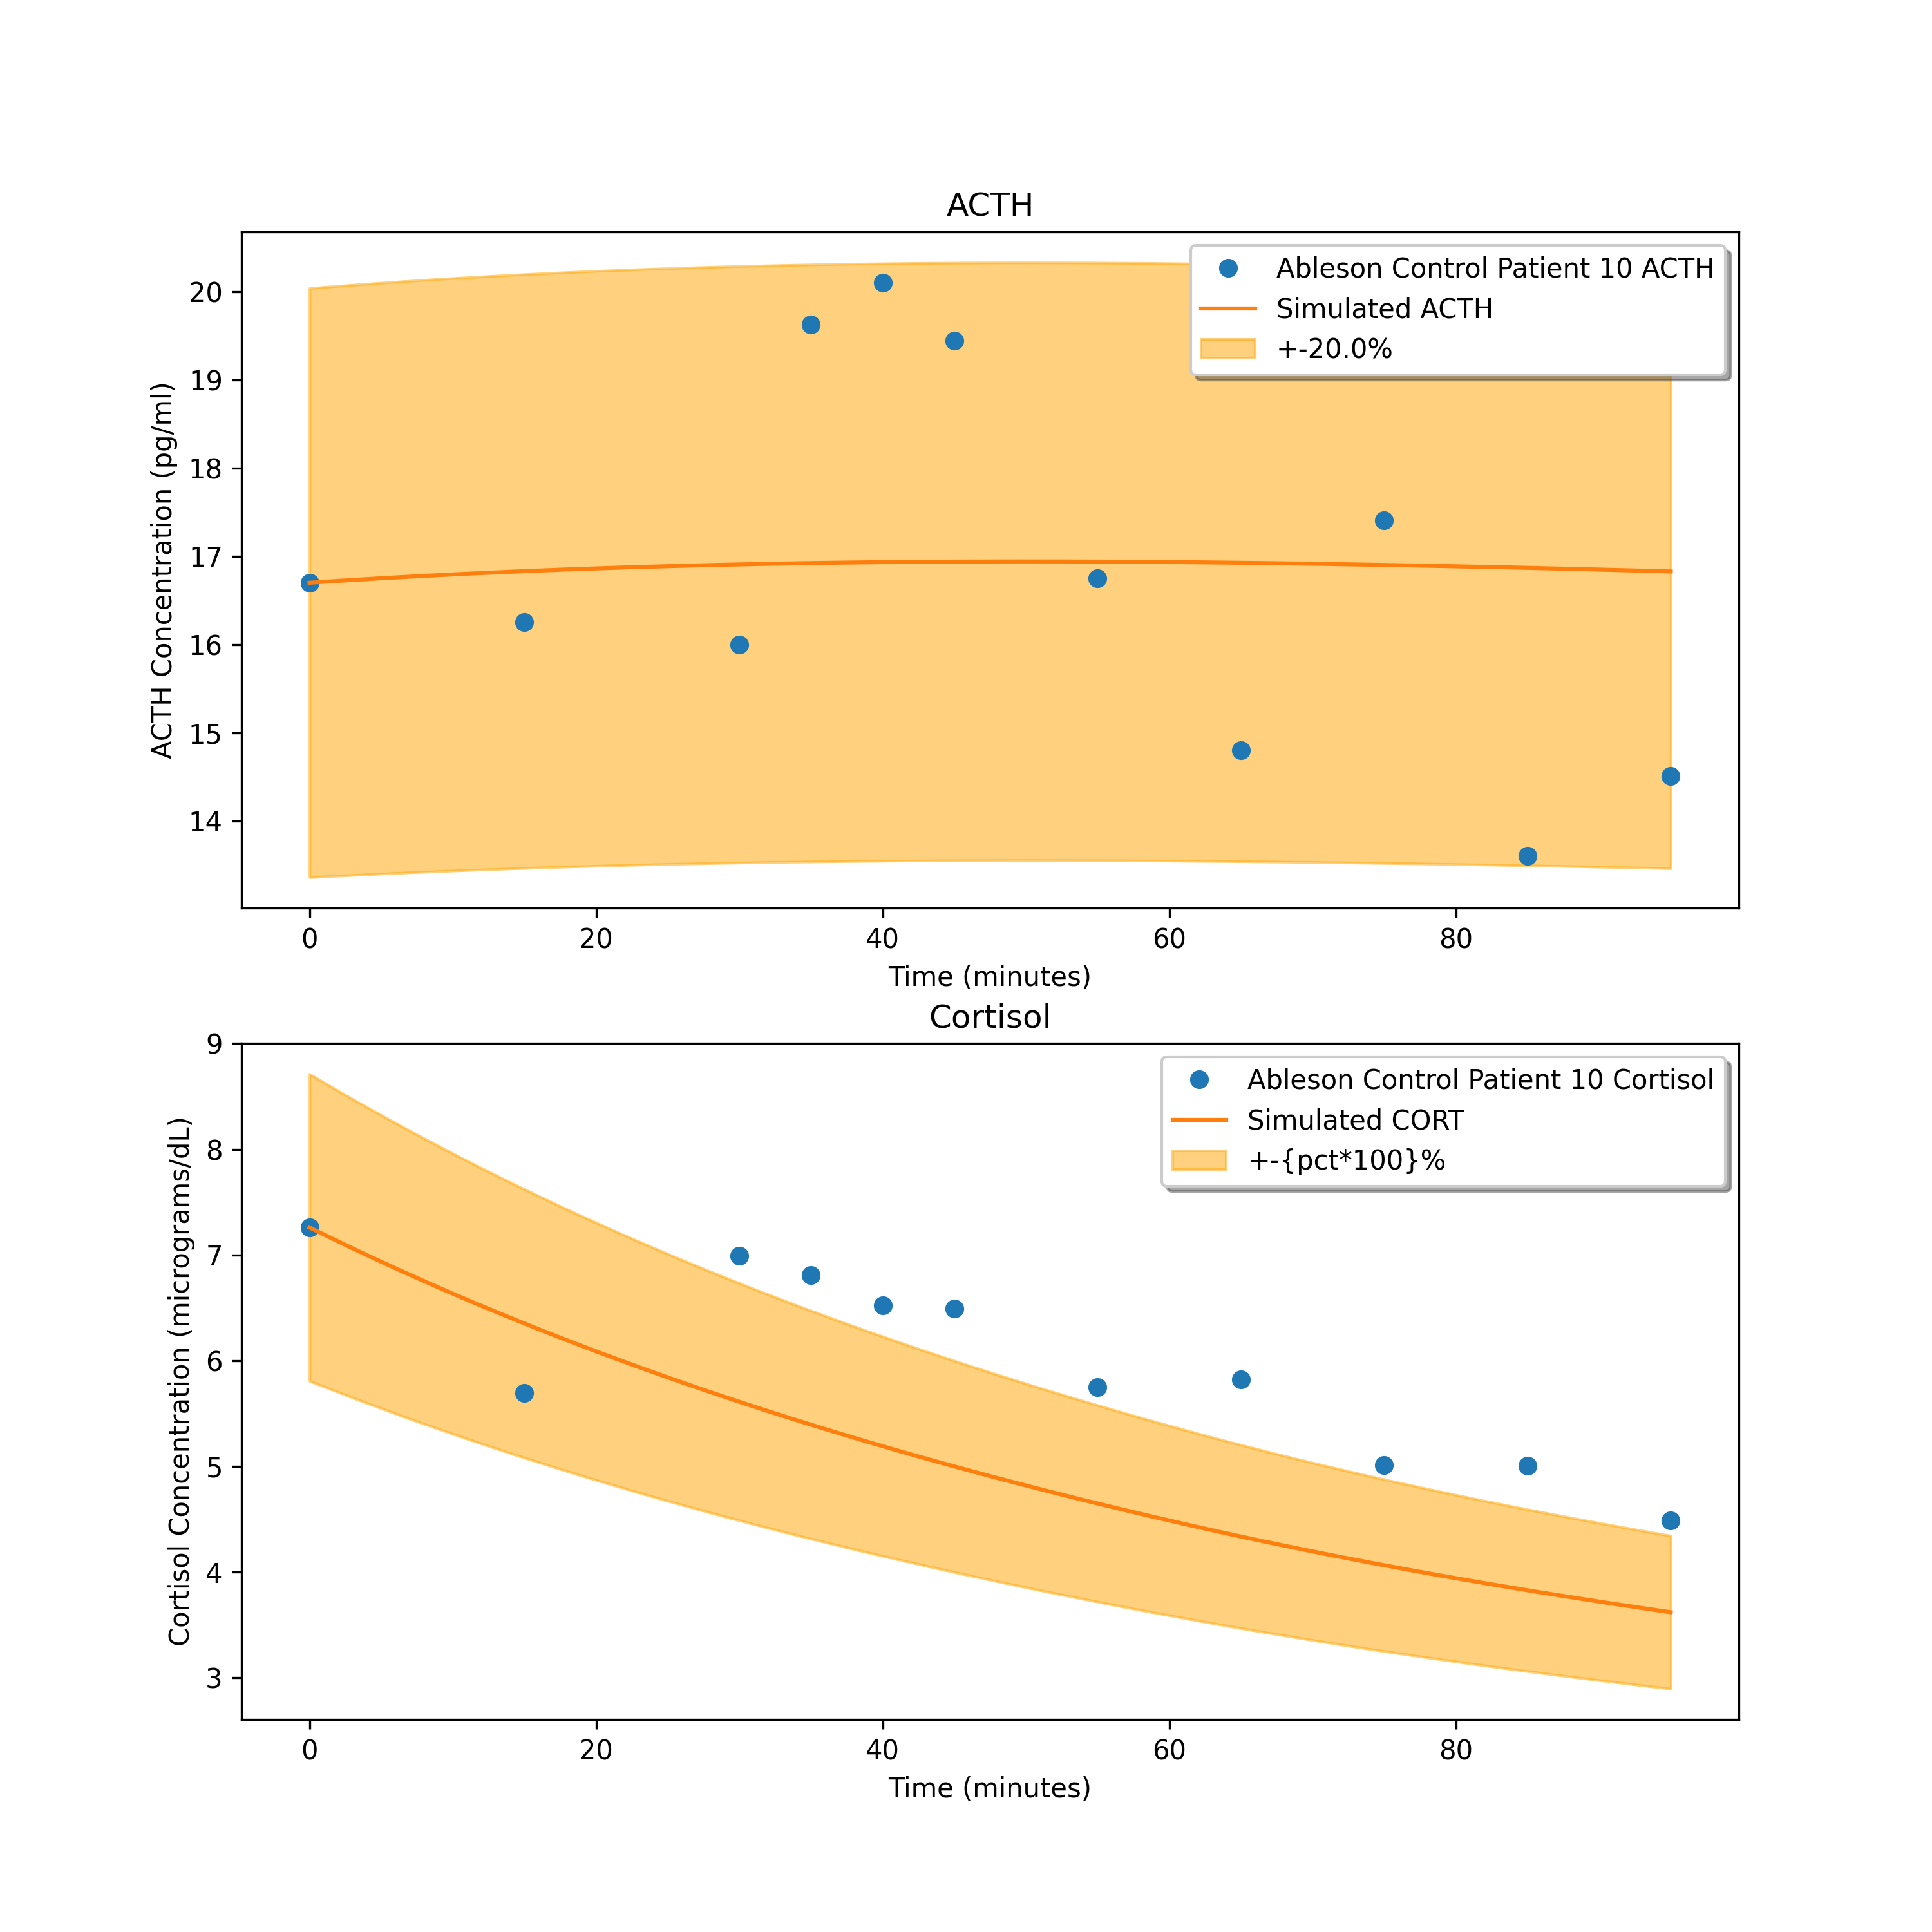 ACTH
20
19
18
17
16
15
14
ACTH Concentration (pg/ml)
Ableson Control Patient 10 ACTH
Simulated ACTH
+-20.0%
0 20 40 60 80
Time (minutes)
Cortisol
9
8
7
6
5
4
3
Cortisol Concentration (micrograms/dL)
Ableson Control Patient 10 Cortisol
Simulated CORT
+-{pct*100}%
0 20 40 60 80
Time (minutes)